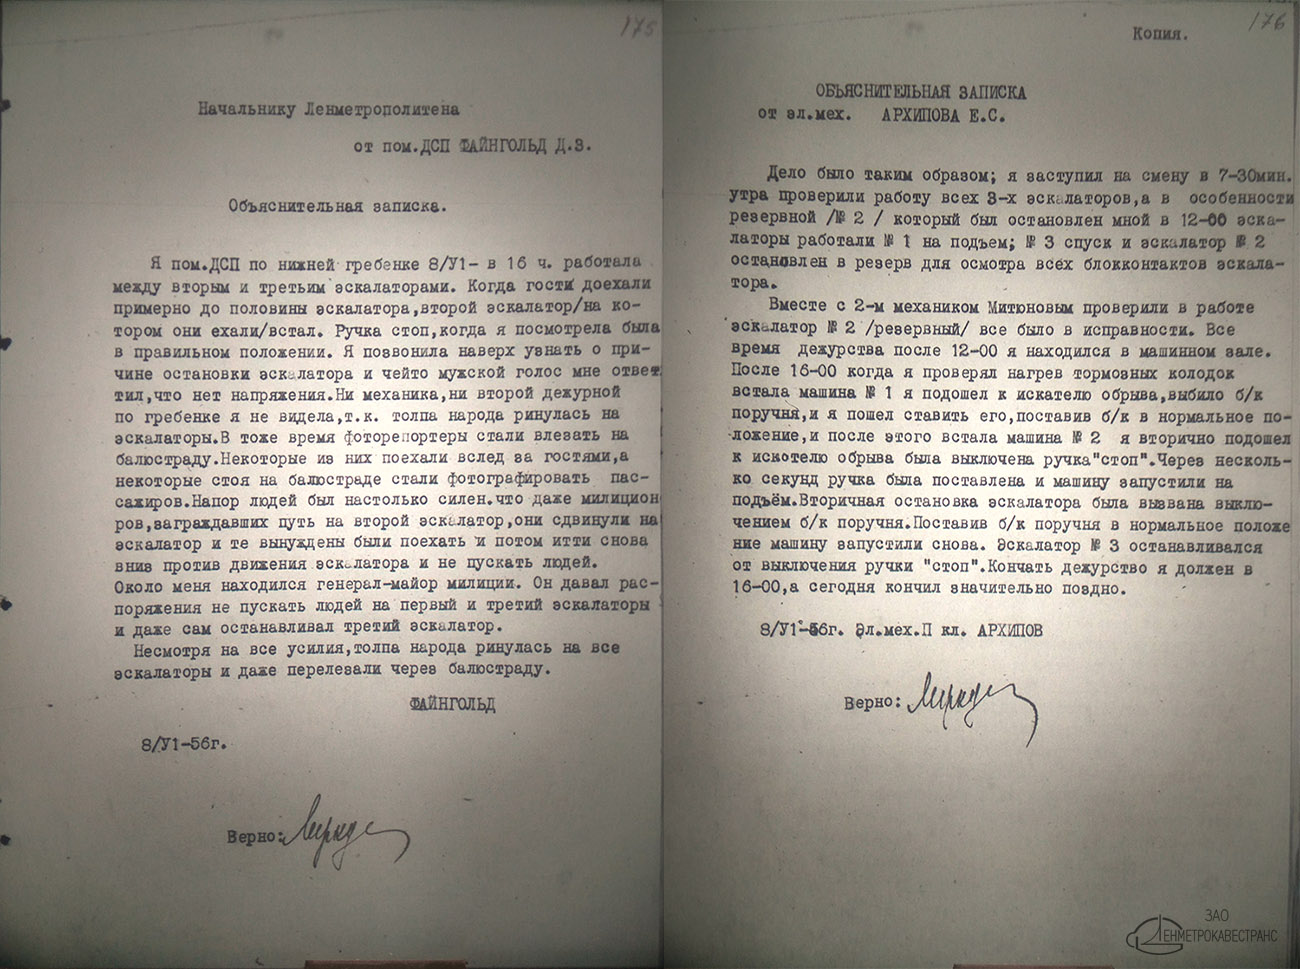 175
Начальнику Ленметрополитена
от пом.ДСП ФАЙНГОЛЬД Д.З.
Объяснительная записка.
Я пом.ДСП по нижней гребенке 8/У1- в 16 ч. работала
между вторым и третьим эскалаторами. Когда гости доехали
примерно до половины эскалатора,второй эскалатор/на ко-
тором они ехали/встал. Ручка стоп,когда я посмотрела была
в правильном положении. Я позвонила наверх узнать о при-
чине остановки эскалатора и чейто мужской голос мне отвеч
тил,что нет напряжения.Ни механика,ни второй дежурной
по гребенке я не видела,т.к. толпа народа ринулась на
эскалаторы.В тоже время фоторепортеры стали влезать на
балюстраду.Некоторые из них поехали вслед за гостями,а
некоторые стоя на балюстраде стали фотографировать пас-
сажиров.Напор людей был настолько силен.что даже милицион
ров,заграждавших путь на второй эскалатор,они сдвинули на
эскалатор и те вынуждены были поехать и потом итти снова
вниз против движения эскалатора и не пускать людей.
Около меня находился генерал-майор милиции. Он давал рас-
поряжения не пускать людей на первый и третий эскалаторы
и даже сам останавливал третий эскалатор.
Несмотря на все усилия,толпа народа ринулась на все
эскалаторы и даже перелезали через балюстраду.
ФАЙНГОЛЬД
8/У1-56г.
Верно:
176
Копия.
ОБЪЯСНИТЕЛЬНАЯ ЗАПИСКА
от эл.мех. АРХИПОВА Е.С.
Дело было таким образом; я заступил на смену в 7-30мин.
утра проверили работу всех 3-х эскалаторов,а в особенности
резервной /№ 2 / который был остановлен мной в 12-00 эска-
латоры работали № 1 на подъем; № 3 спуск и эскалатор № 2
остановлен в резерв для осмотра всех блокконтактов эскала-
тора.
Вместе с 2-м механиком Митюновым проверили в работе
эскалатор № 2 /резервный/ все было в исправности. Все
время дежурства после 12-00 я находился в машинном зале.
После 16-00 когда я проверял нагрев тормозных колодок
встала машина № 1 я подошел к искателю обрыва,выбило б/к
поручня,и я пошел ставить его,поставив б/к в нормальное по-
ложение,и после этого встала машина № 2 я вторично подошел
к искотелю обрыва была выключена ручка"стоп".Через несколь-
ко секунд ручка была поставлена и машину запустили на
подъём.Вторичная остановка эскалатора была вызвана выклю-
чением б/к поручня.Поставив б/к поручня в нормальное положе
ние машину запустили снова. Эскалатор № 3 останавливался
от выключения ручки "стоп".Кончать дежурство я должен в
16-00,а сегодня кончил значительно поздно.
8/У1-56г. Эл.мех.П кл. АРХИПОВ
Верно:
ЗАО
ЛЕНМЕТРОКАВЕСТРАНС